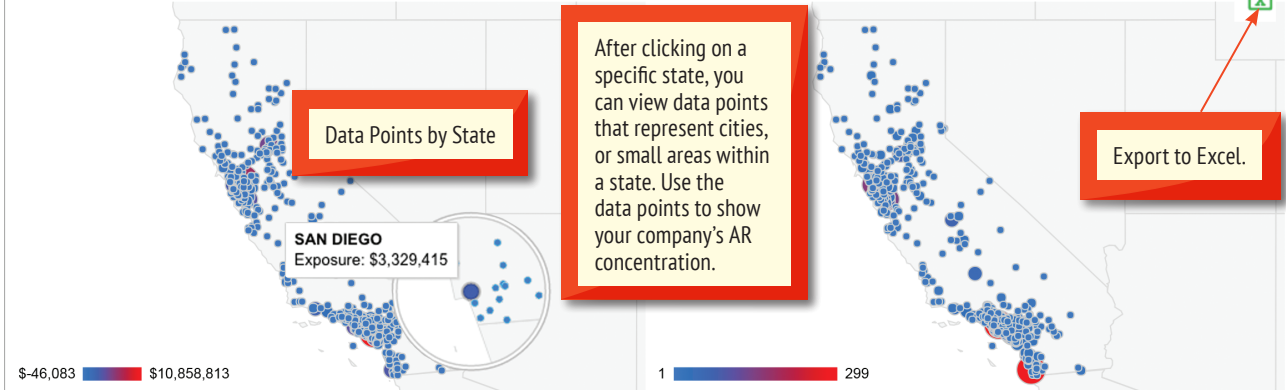 Data Points by State
SAN DIEGO
Exposure: $3,329,415
$-46,083
$10,858,813
After clicking on a
specific state, you
can view data points
that represent cities,
or small areas within
a state. Use the
data points to show
your company’s AR
concentration.
Export to Excel.
1
299